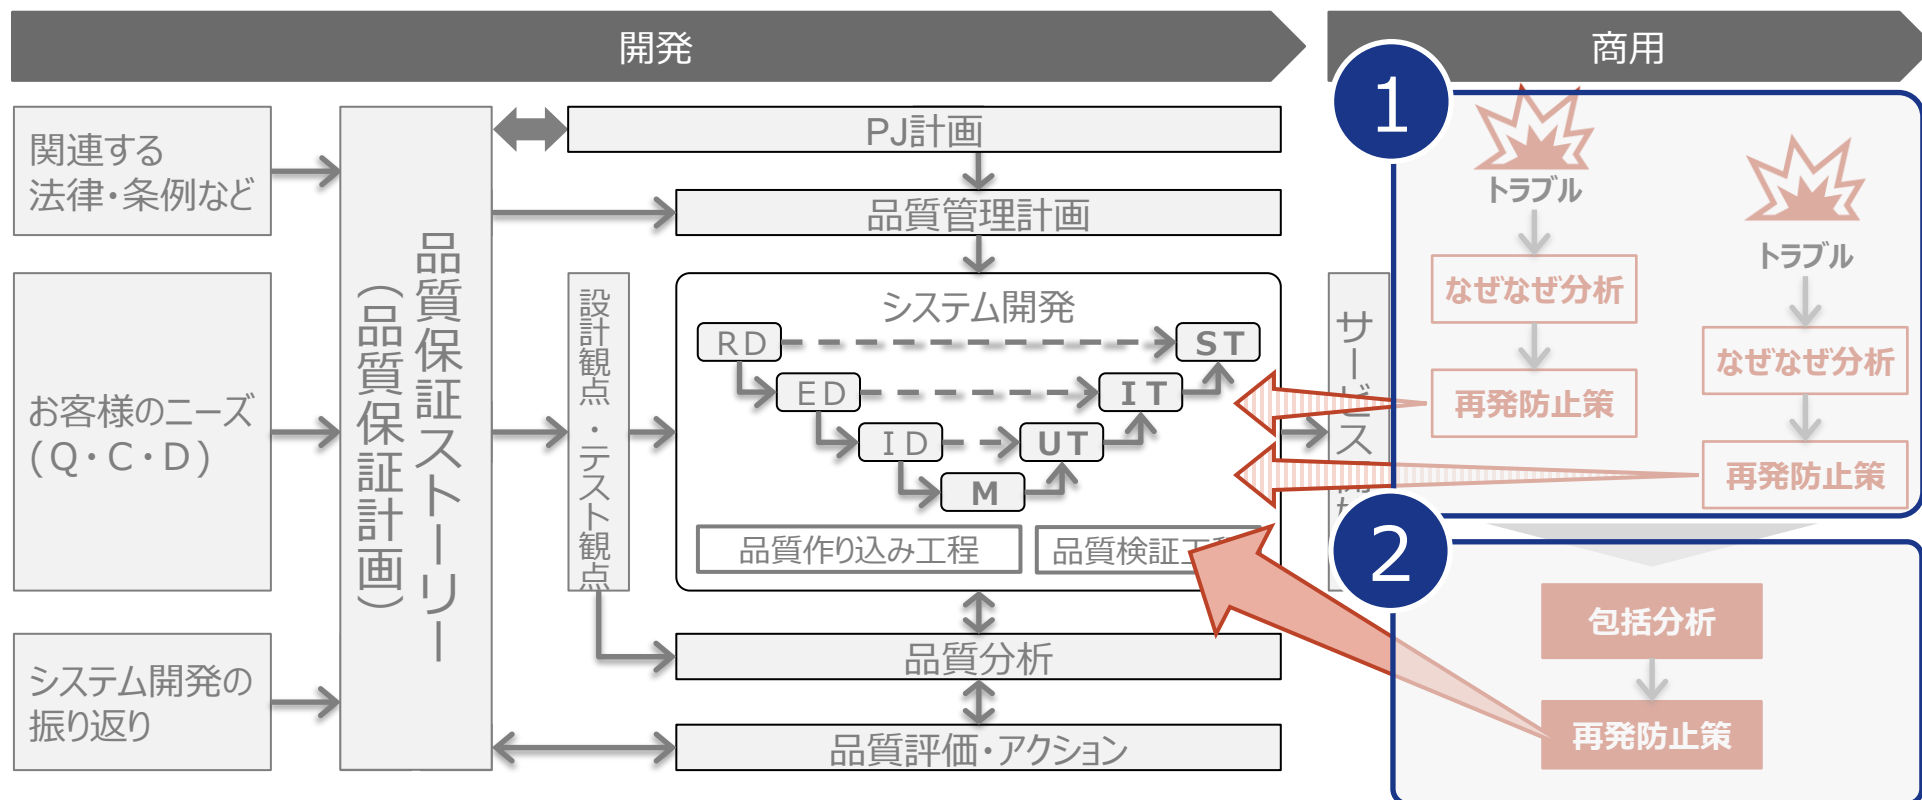 開発
商用
関連する
法律・条例など
お客様のニーズ
(Q・C・D)
システム開発の
振り返り
品質保証ストーリー
(品質保証計画)
PJ計画
品質管理計画
設計観点・テスト観点
システム開発
RD
ST
ED
IT
ID
UT
M
品質作り込み工程
品質検証工
品質分析
品質評価・アクション
サービス
1
トラブル
なぜなぜ分析
再発防止策
トラブル
なぜなぜ分析
再発防止策
2
包括分析
再発防止策